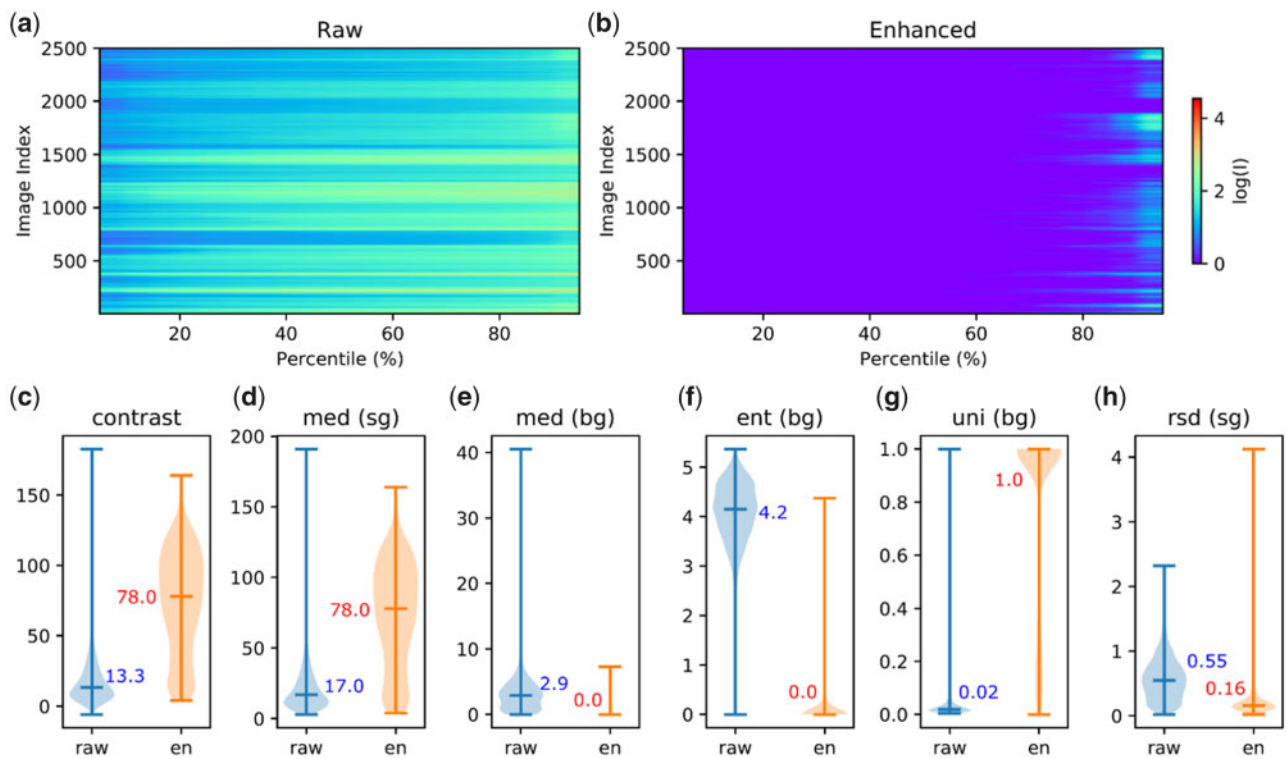 (a)
Raw
2500
2000
1500
1000
500
Image Index
20 40 60 80
Percentile (%)
(b)
Enhanced
2500
2000
1500
1000
500
Image Index
20 40 60 80
Percentile (%)
4
2
0
log(I)
(c)
contrast
150
100
50
0
13.3
78.0
raw en
(d)
med (sg)
200
150
100
50
0
17.0
78.0
raw en
(e)
med (bg)
40
30
20
10
0
2.9
0.0
raw en
(f)
ent (bg)
5
4
3
2
1
0
4.2
0.0
raw en
(g)
uni (bg)
1.0
0.8
0.6
0.4
0.2
0.0
0.02
1.0
raw en
(h)
rsd (sg)
4
3
2
1
0
0.55
0.16
raw en